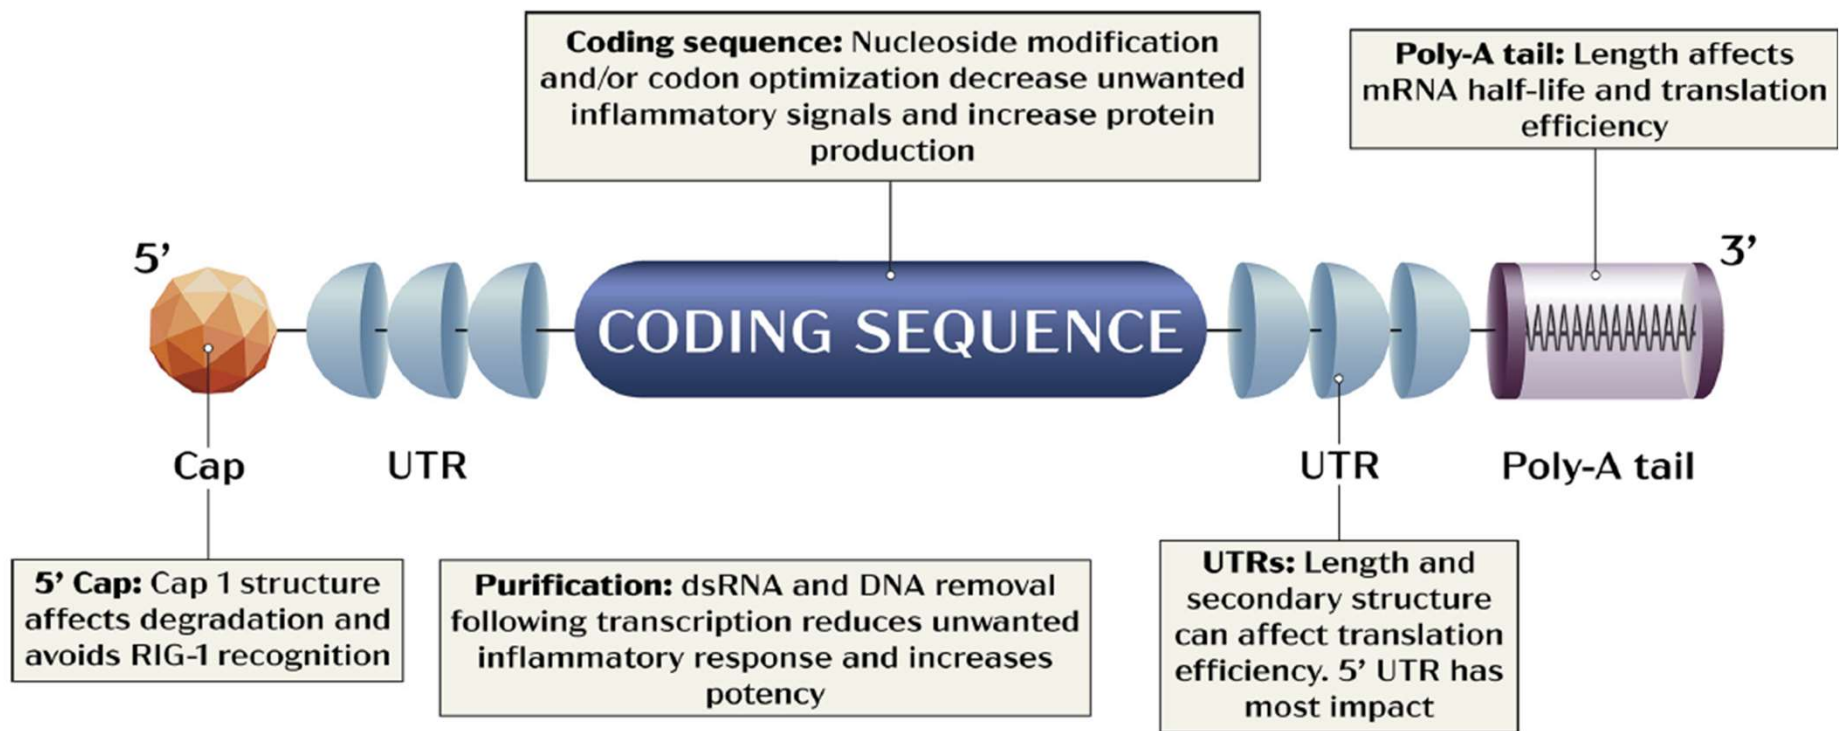 Coding sequence: Nucleoside modification
and/or codon optimization decrease unwanted
inflammatory signals and increase protein
production
Poly-A tail: Length affects
mRNA half-life and translation
efficiency
5’
3’
CODING SEQUENCE
Cap
UTR
UTR
Poly-A tail
5’ Cap: Cap 1 structure
affects degradation and
avoids RIG-1 recognition
Purification: dsRNA and DNA removal
following transcription reduces unwanted
inflammatory response and increases
potency
UTRs: Length and
secondary structure
can affect translation
efficiency. 5’ UTR has
most impact